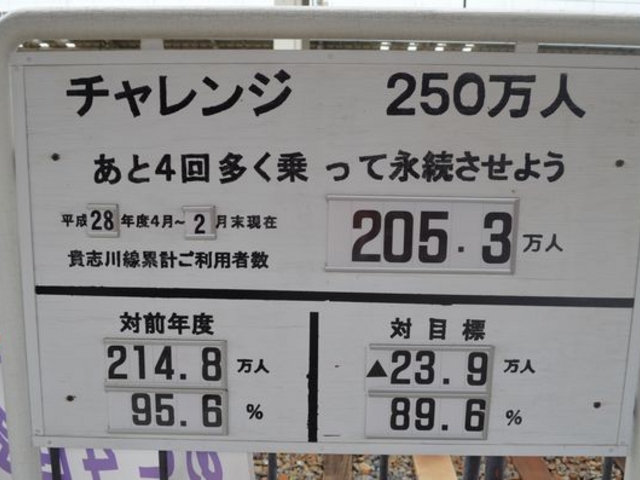 チャレンジ 250万人
あと4回多く乗って永続させよう
平成28年度4月~2月末現在
貴志川線累計ご利用者数
205.3万人
対前年度
214.8万人
95.6%
対目標
▲23.9万人
89.6%